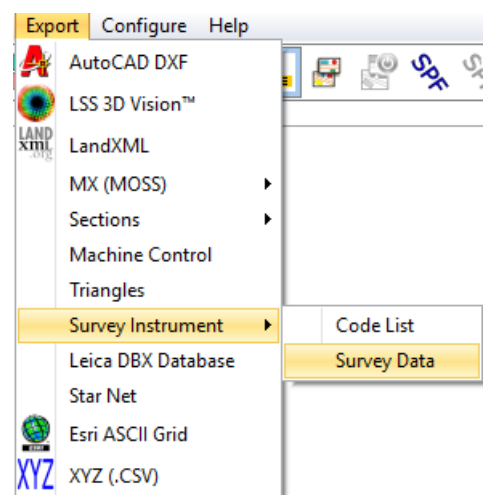 Export Configure Help
AutoCAD DXF
SPF
LSS 3D Vision™
LAND
xml
.org
LandXML
MX (MOSS)
Sections
Machine Control
Triangles
Survey Instrument
Code List
Leica DBX Database
Survey Data
Star Net
Esri ASCII Grid
XYZ
XYZ (.CSV)